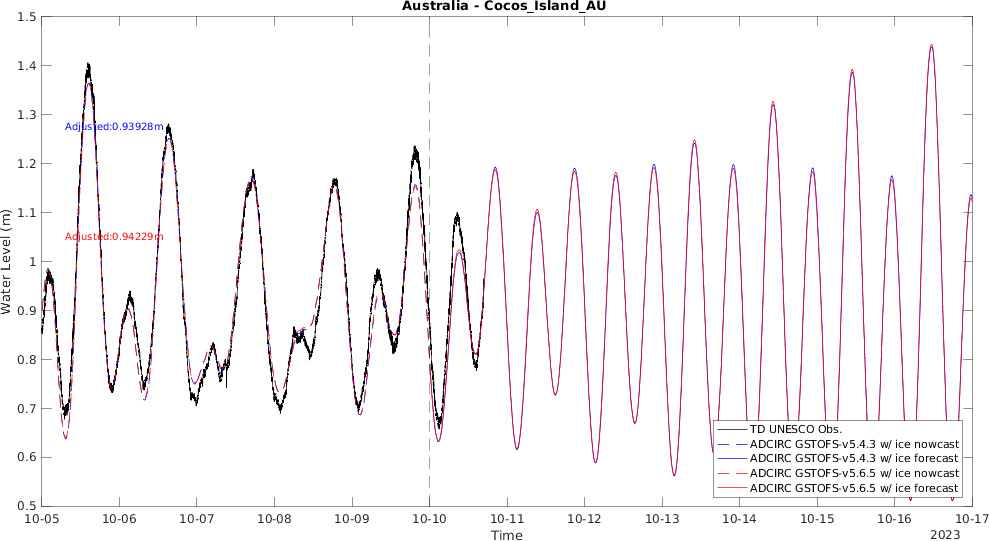 Australia - Cocos_Island_AU
1.5
1.4
1.3
1.2
1.1
1
0.9
0.8
0.7
0.6
0.5
Water Level (m)
Adjusted:0.93928m
Adjusted:0.94229m
TD UNESCO Obs.
ADCIRC GSTOFS-v5.4.3 w/ ice nowcast
ADCIRC GSTOFS-v5.4.3 w/ ice forecast
ADCIRC GSTOFS-v5.6.5 w/ ice nowcast
ADCIRC GSTOFS-v5.6.5 w/ ice forecast
10-05 10-06 10-07 10-08 10-09 10-10 10-11 10-12 10-13 10-14 10-15 10-16 10-17
Time
2023